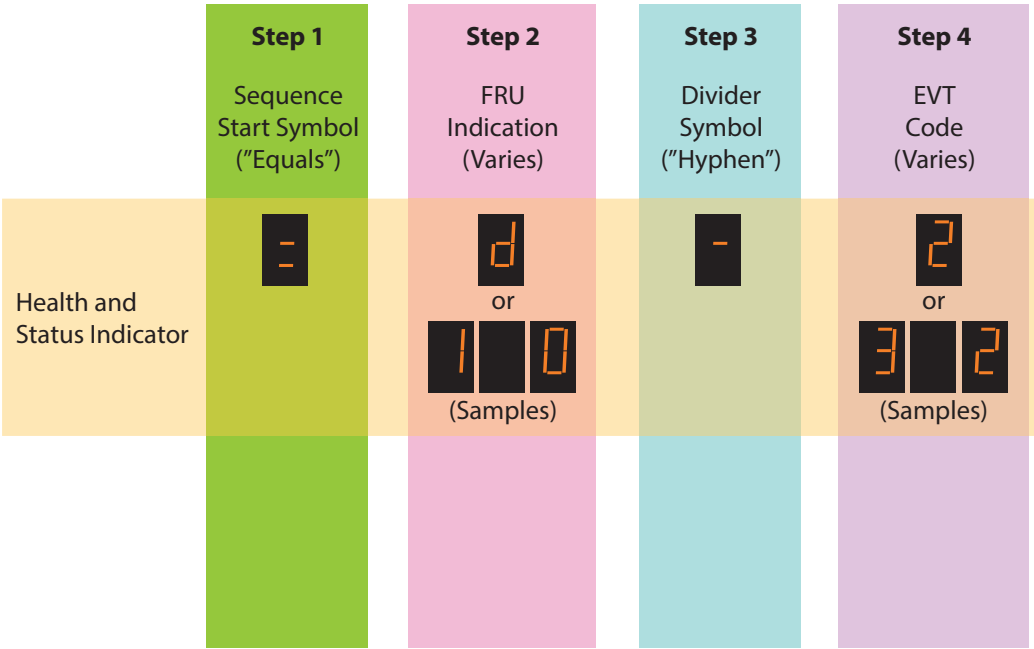 Step 1
Sequence
Start Symbol
("Equals")
Step 2
FRU
Indication
(Varies)
Step 3
Divider
Symbol
("Hyphen")
Step 4
EVT
Code
(Varies)
Health and
Status Indicator
=
d
or
1 0
(Samples)
-
2
or
3 2
(Samples)